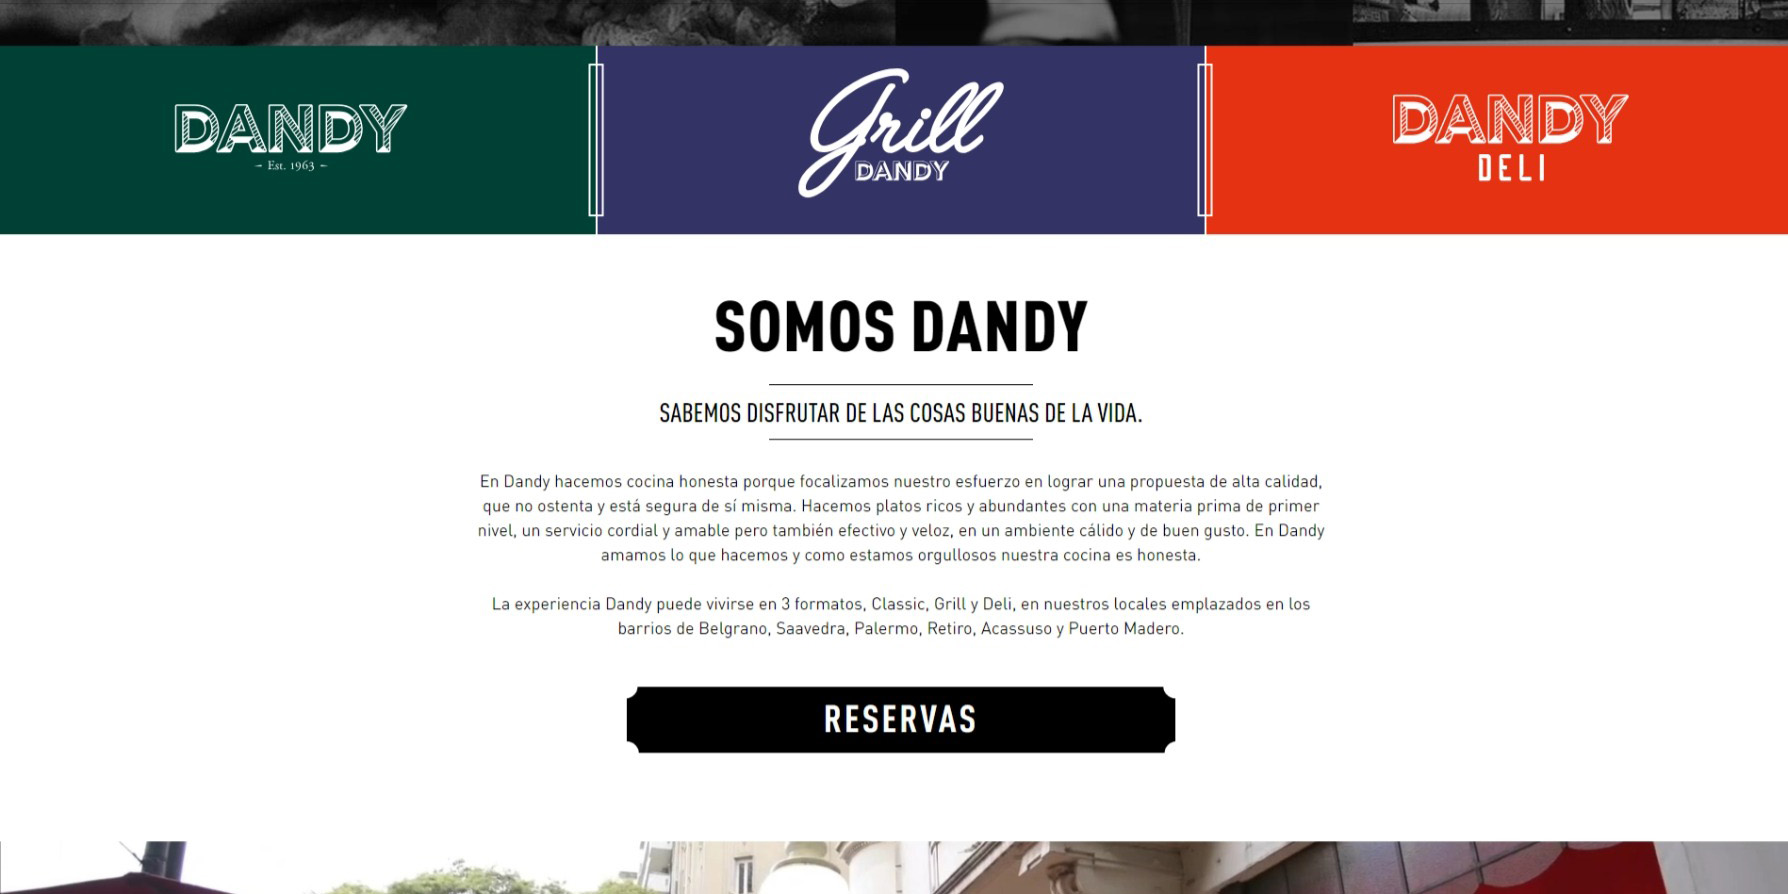 DANDY
Est. 1963
Grill
DANDY
DANDY
DELI
SOMOS DANDY
SABEMOS DISFRUTAR DE LAS COSAS BUENAS DE LA VIDA.
En Dandy hacemos cocina honesta porque focalizamos nuestro esfuerzo en lograr una propuesta de alta calidad,
que no ostenta y está segura de sí misma. Hacemos platos ricos y abundantes con una materia prima de primer
nivel, un servicio cordial y amable pero también efectivo y veloz, en un ambiente cálido y de buen gusto. En Dandy
amamos lo que hacemos y como estamos orgullosos nuestra cocina es honesta.
La experiencia Dandy puede vivirse en 3 formatos, Classic, Grill y Deli, en nuestros locales emplazados en los
barrios de Belgrano, Saavedra, Palermo, Retiro, Acassuso y Puerto Madero.
RESERVAS